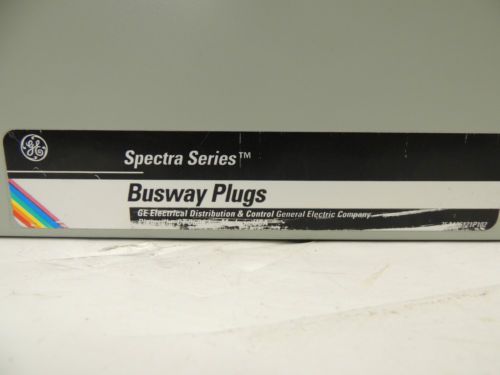 GE
Spectra Series™
Busway Plugs
GE Electrical Distribution & Control General Electric Company